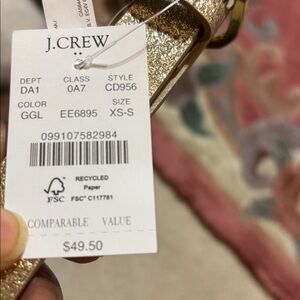 J.CREW
DEPT CLASS STYLE
DA1 0A7 CD956
COLOR SIZE
GGL EE6895 XS-S
099107582984
RECYCLED
Paper
FSC FSC® C117781
COMPARABLE VALUE
$49.50